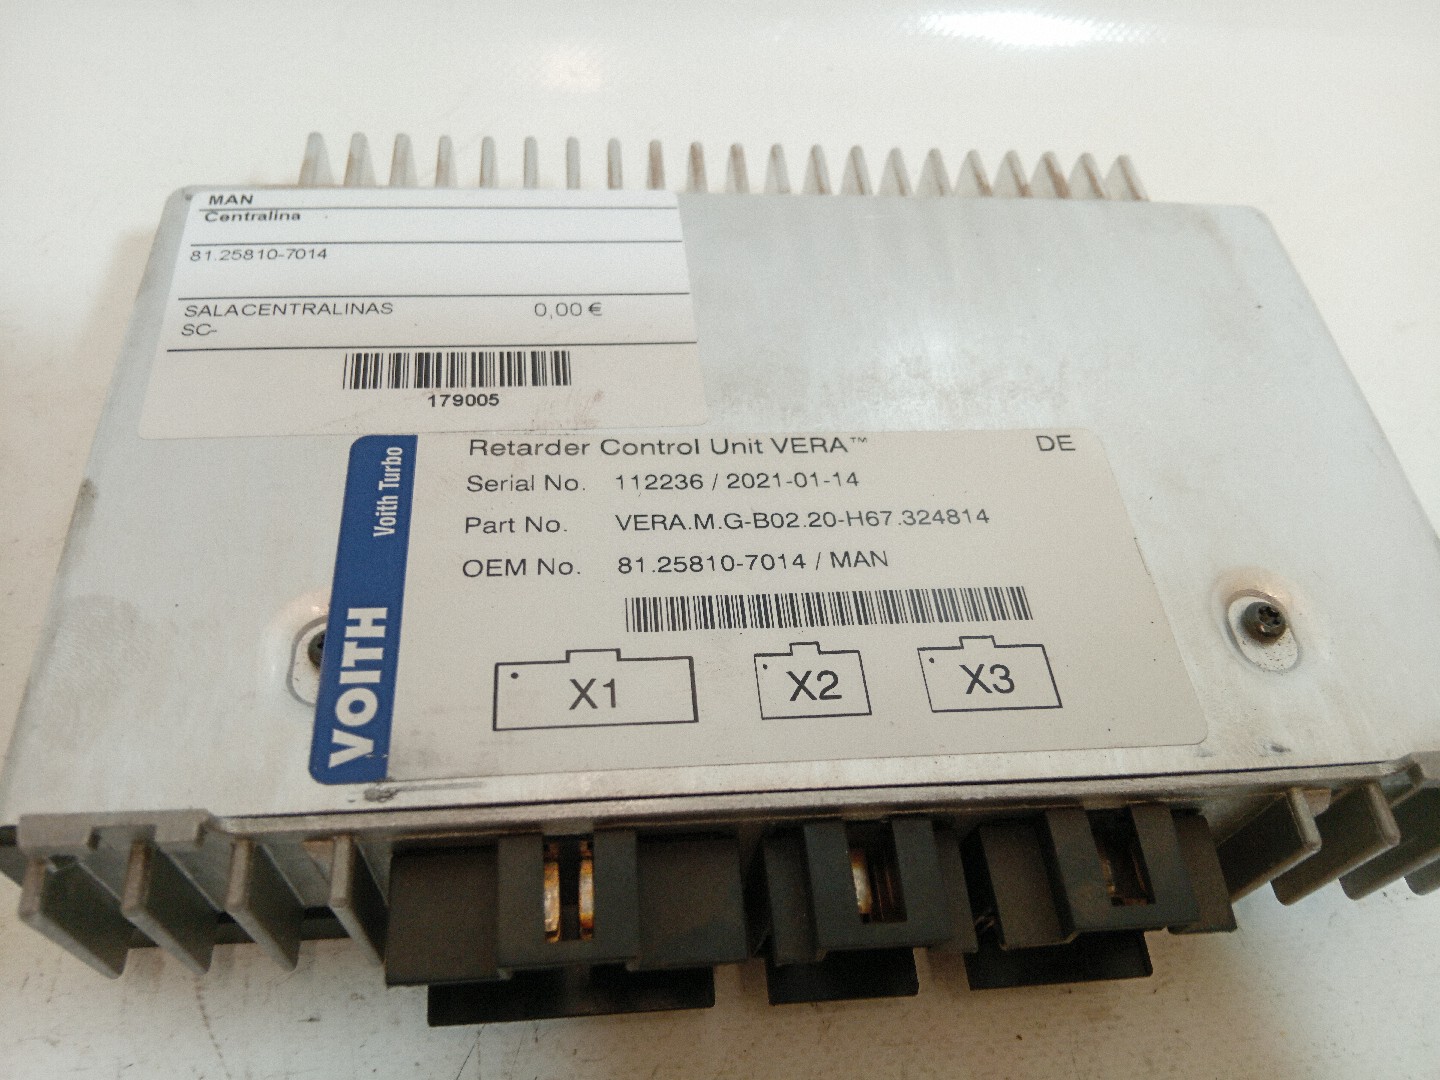 MAN
Centralina
81.25810-7014
SALACENTRALINAS 0,00 €
SC-
179005
Retarder Control Unit VERA™ DE
Serial No. 112236 / 2021-01-14
Part No. VERA.M.G-B02.20-H67.324814
OEM No. 81.25810-7014 / MAN
X1 X2 X3
VOITH Voith Turbo